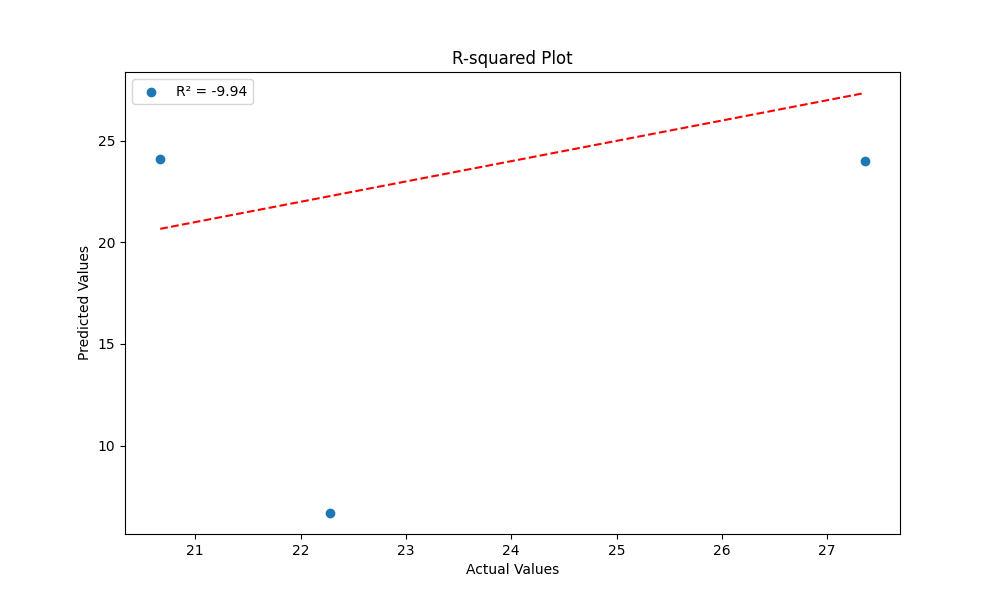 R-squared Plot
R² = -9.94
25
20
15
10
Predicted Values
21 22 23 24 25 26 27
Actual Values